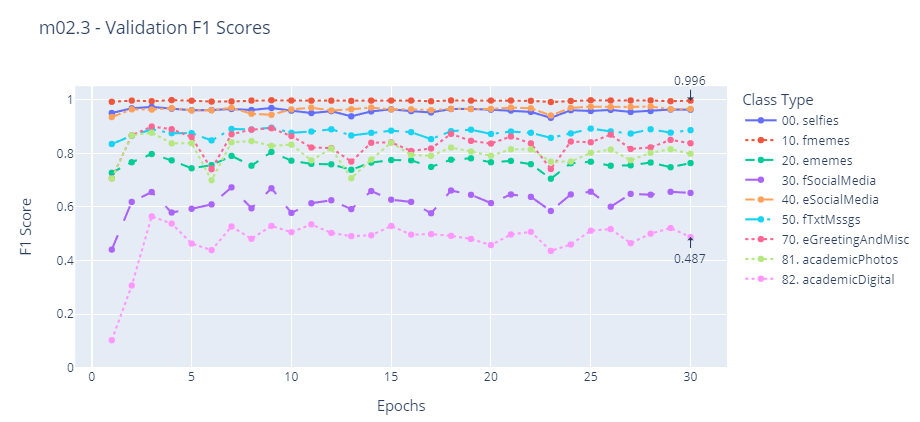 m02.3 - Validation F1 Scores
0.996
Class Type
00. selfies
10. fmemes
20. ememes
30. fSocialMedia
40. eSocialMedia
50. fTxtMssgs
70. eGreetingAndMisc
81. academicPhotos
82. academicDigital
0.487
F1 Score
1
0.8
0.6
0.4
0.2
0
0 5 10 15 20 25 30
Epochs